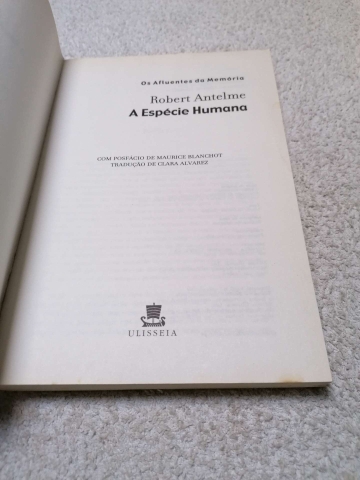 Os Afluentes da Memória
Robert Antelme
A Espécie Humana
COM POSFÁCIO DE MAURICE BLANCHOT
TRADUÇÃO DE CLARA ALVAREZ
ULISSEIA